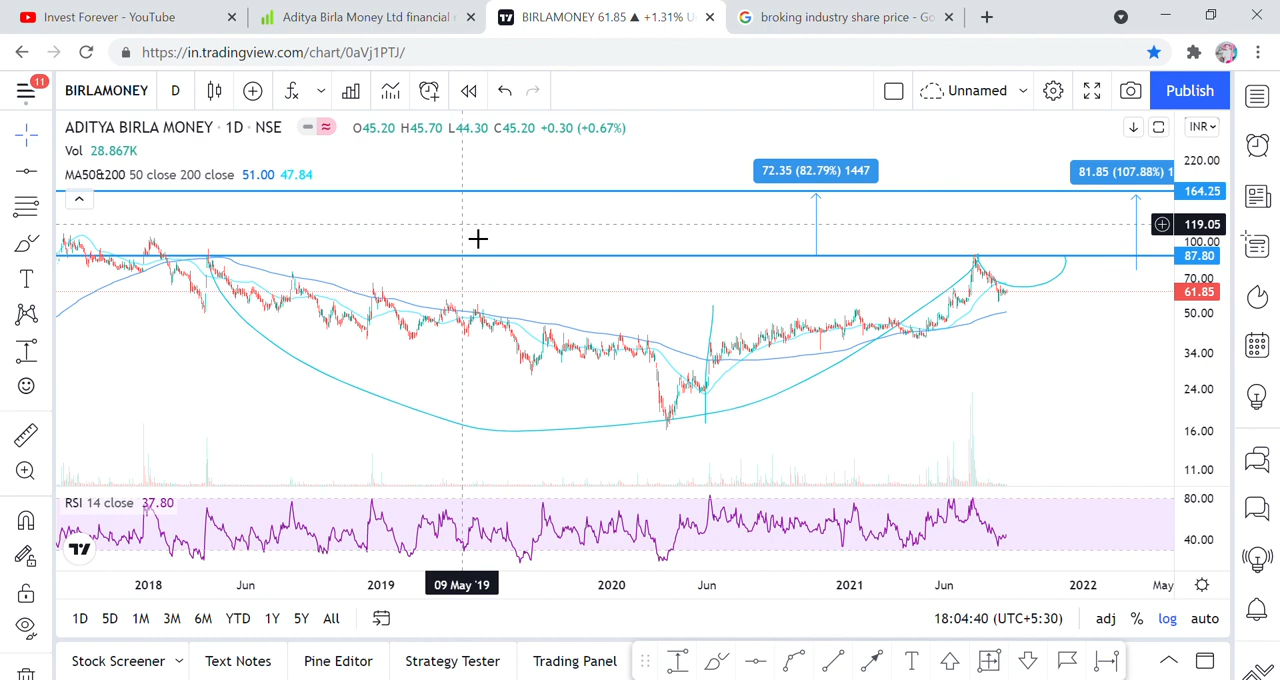 Invest Forever - YouTube
Aditya Birla Money Ltd financial
BIRLAMONEY 61.85 ▲ +1.31% U
broking industry share price - Go
https://in.tradingview.com/chart/0aVj1PTJ/
11
BIRLAMONEY D
Unnamed
Publish
ADITYA BIRLA MONEY · 1D · NSE
O45.20 H45.70 L44.30 C45.20 +0.30 (+0.67%)
INR
Vol 28.867K
MA50&200 50 close 200 close 51.00 47.84
72.35 (82.79%) 1447
81.85 (107.88%) 1
220.00
164.25
119.05
100.00
87.80
70.00
61.85
50.00
34.00
24.00
16.00
11.00
RSI 14 close 37.80
80.00
40.00
2018 Jun 2019 09 May '19 2020 Jun 2021 Jun 2022 May
1D 5D 1M 3M 6M YTD 1Y 5Y All
18:04:40 (UTC+5:30) adj % log auto
Stock Screener Text Notes Pine Editor Strategy Tester Trading Panel